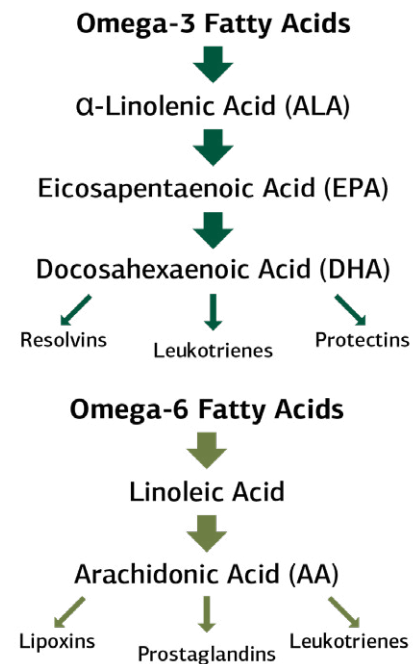 Omega-3 Fatty Acids
α-Linolenic Acid (ALA)
Eicosapentaenoic Acid (EPA)
Docosahexaenoic Acid (DHA)
Resolvins
Leukotrienes
Protectins
Omega-6 Fatty Acids
Linoleic Acid
Arachidonic Acid (AA)
Lipoxins
Prostaglandins
Leukotrienes